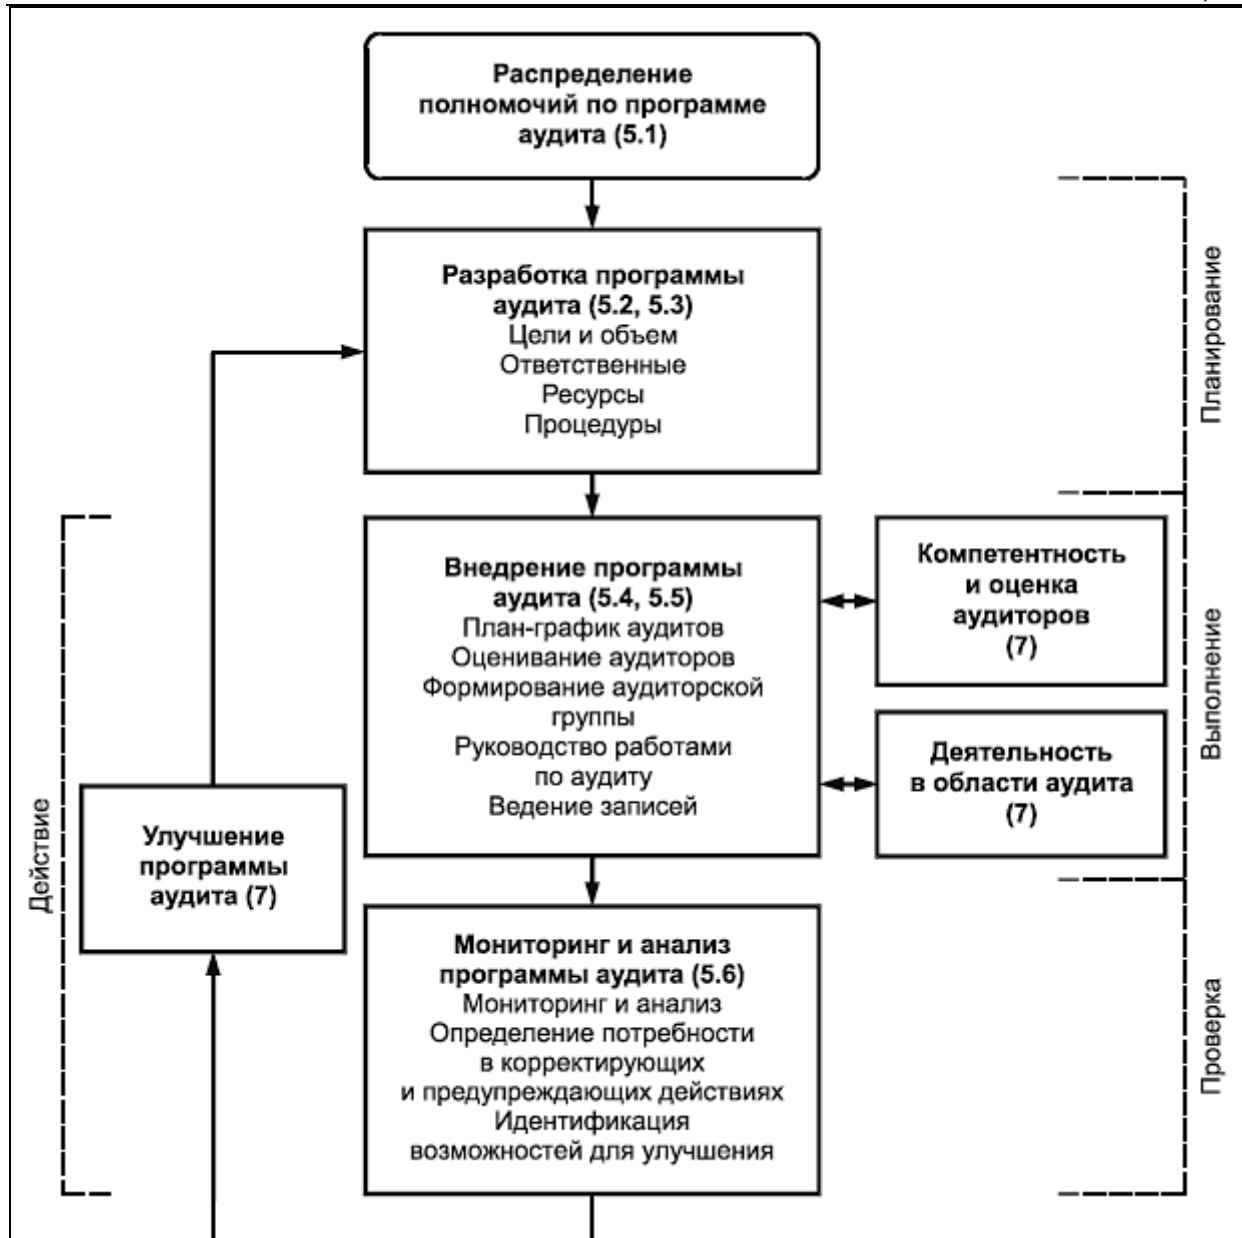 Распределение
полномочий по программе
аудита (5.1)
Разработка программы
аудита (5.2, 5.3)
Цели и объем
Ответственные
Ресурсы
Процедуры
Планирование
Внедрение программы
аудита (5.4, 5.5)
План-график аудитов
Оценивание аудиторов
Формирование аудиторской
группы
Руководство работами
по аудиту
Ведение записей
Компетентность
и оценка
аудиторов
(7)
Деятельность
в области аудита
(7)
Выполнение
Улучшение
программы
аудита (7)
Действие
Мониторинг и анализ
программы аудита (5.6)
Мониторинг и анализ
Определение потребности
в корректирующих
и предупреждающих действиях
Идентификация
возможностей для улучшения
Проверка